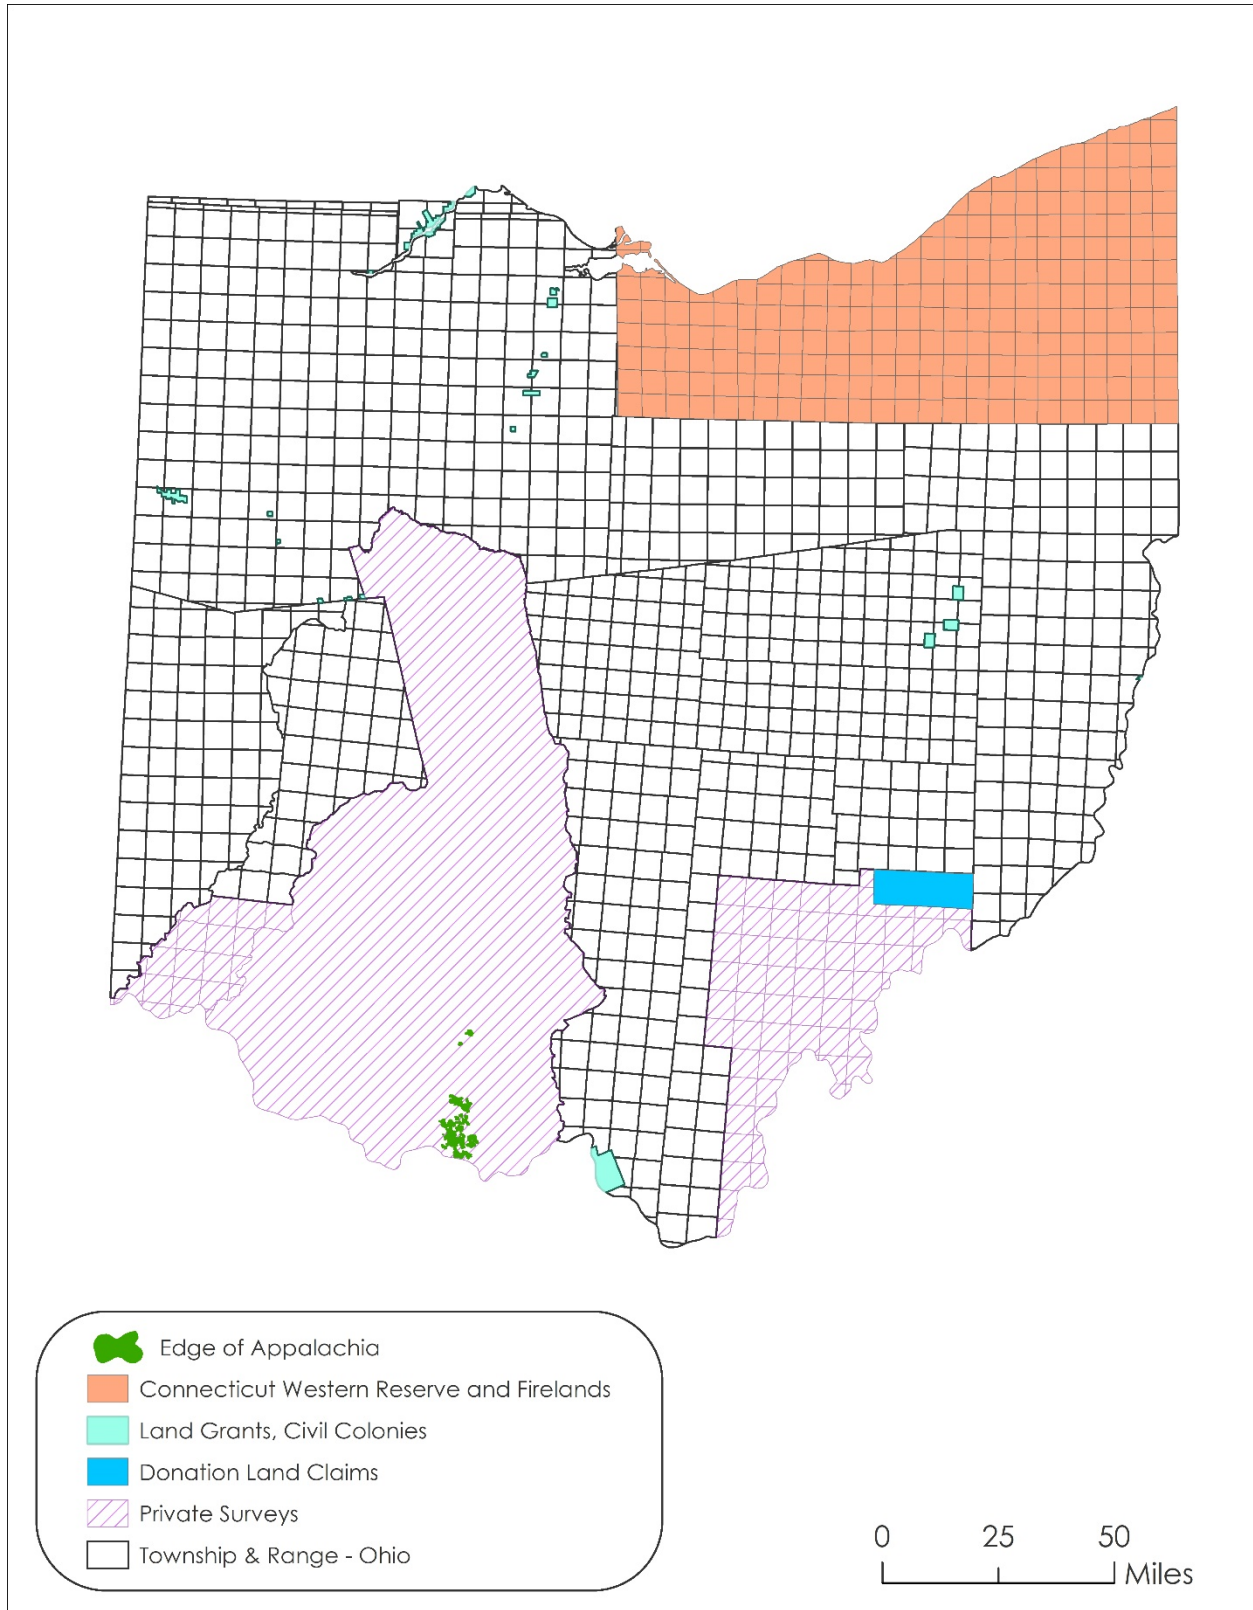 Edge of Appalachia
Connecticut Western Reserve and Firelands
Land Grants, Civil Colonies
Donation Land Claims
Private Surveys
Township & Range - Ohio
0 25 50
Miles